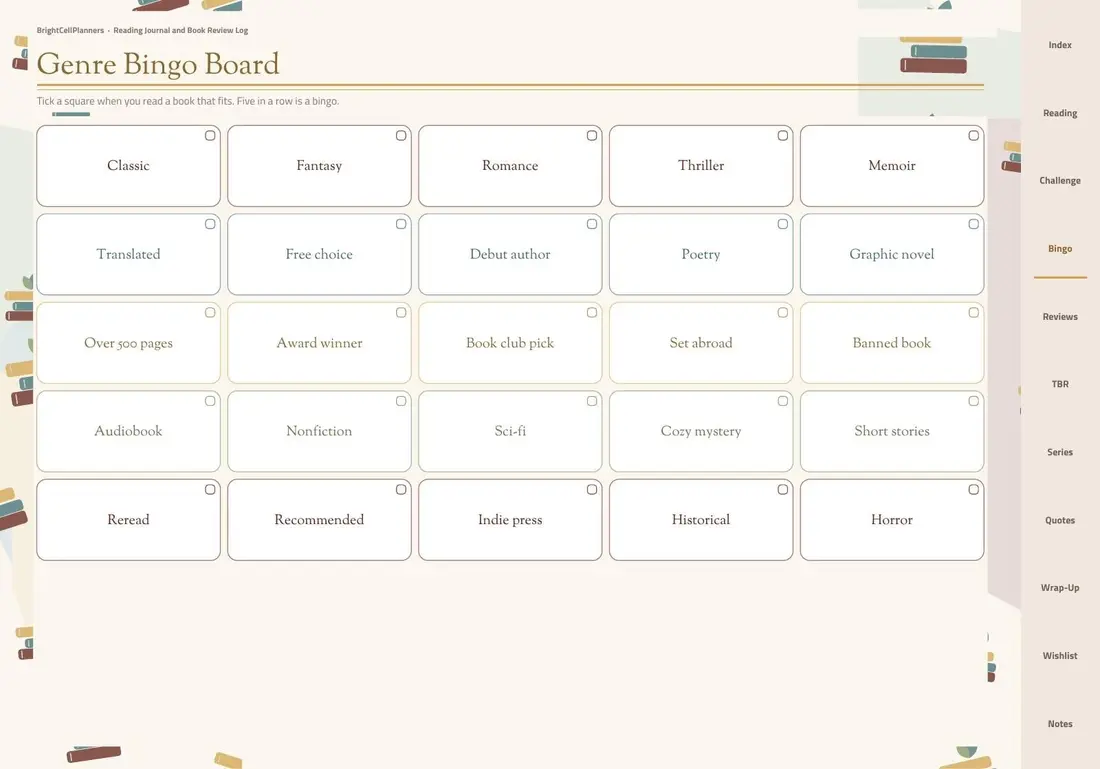 BrightCellPlanners · Reading Journal and Book Review Log
Genre Bingo Board
Tick a square when you read a book that fits. Five in a row is a bingo.
Classic
Fantasy
Romance
Thriller
Memoir
Translated
Free choice
Debut author
Poetry
Graphic novel
Over 500 pages
Award winner
Book club pick
Set abroad
Banned book
Audiobook
Nonfiction
Sci-fi
Cozy mystery
Short stories
Reread
Recommended
Indie press
Historical
Horror
Index
Reading
Challenge
Bingo
Reviews
TBR
Series
Quotes
Wrap-Up
Wishlist
Notes